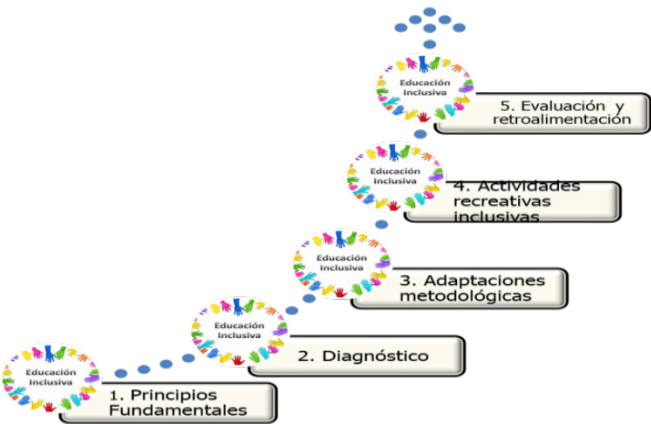 Educación
Inclusiva
5. Evaluación y
retroalimentación
Educación
Inclusiva
4. Actividades
recreativas
inclusivas
Educación
Inclusiva
3. Adaptaciones
metodológicas
Educación
Inclusiva
2. Diagnóstico
Educación
Inclusiva
1. Principios
Fundamentales